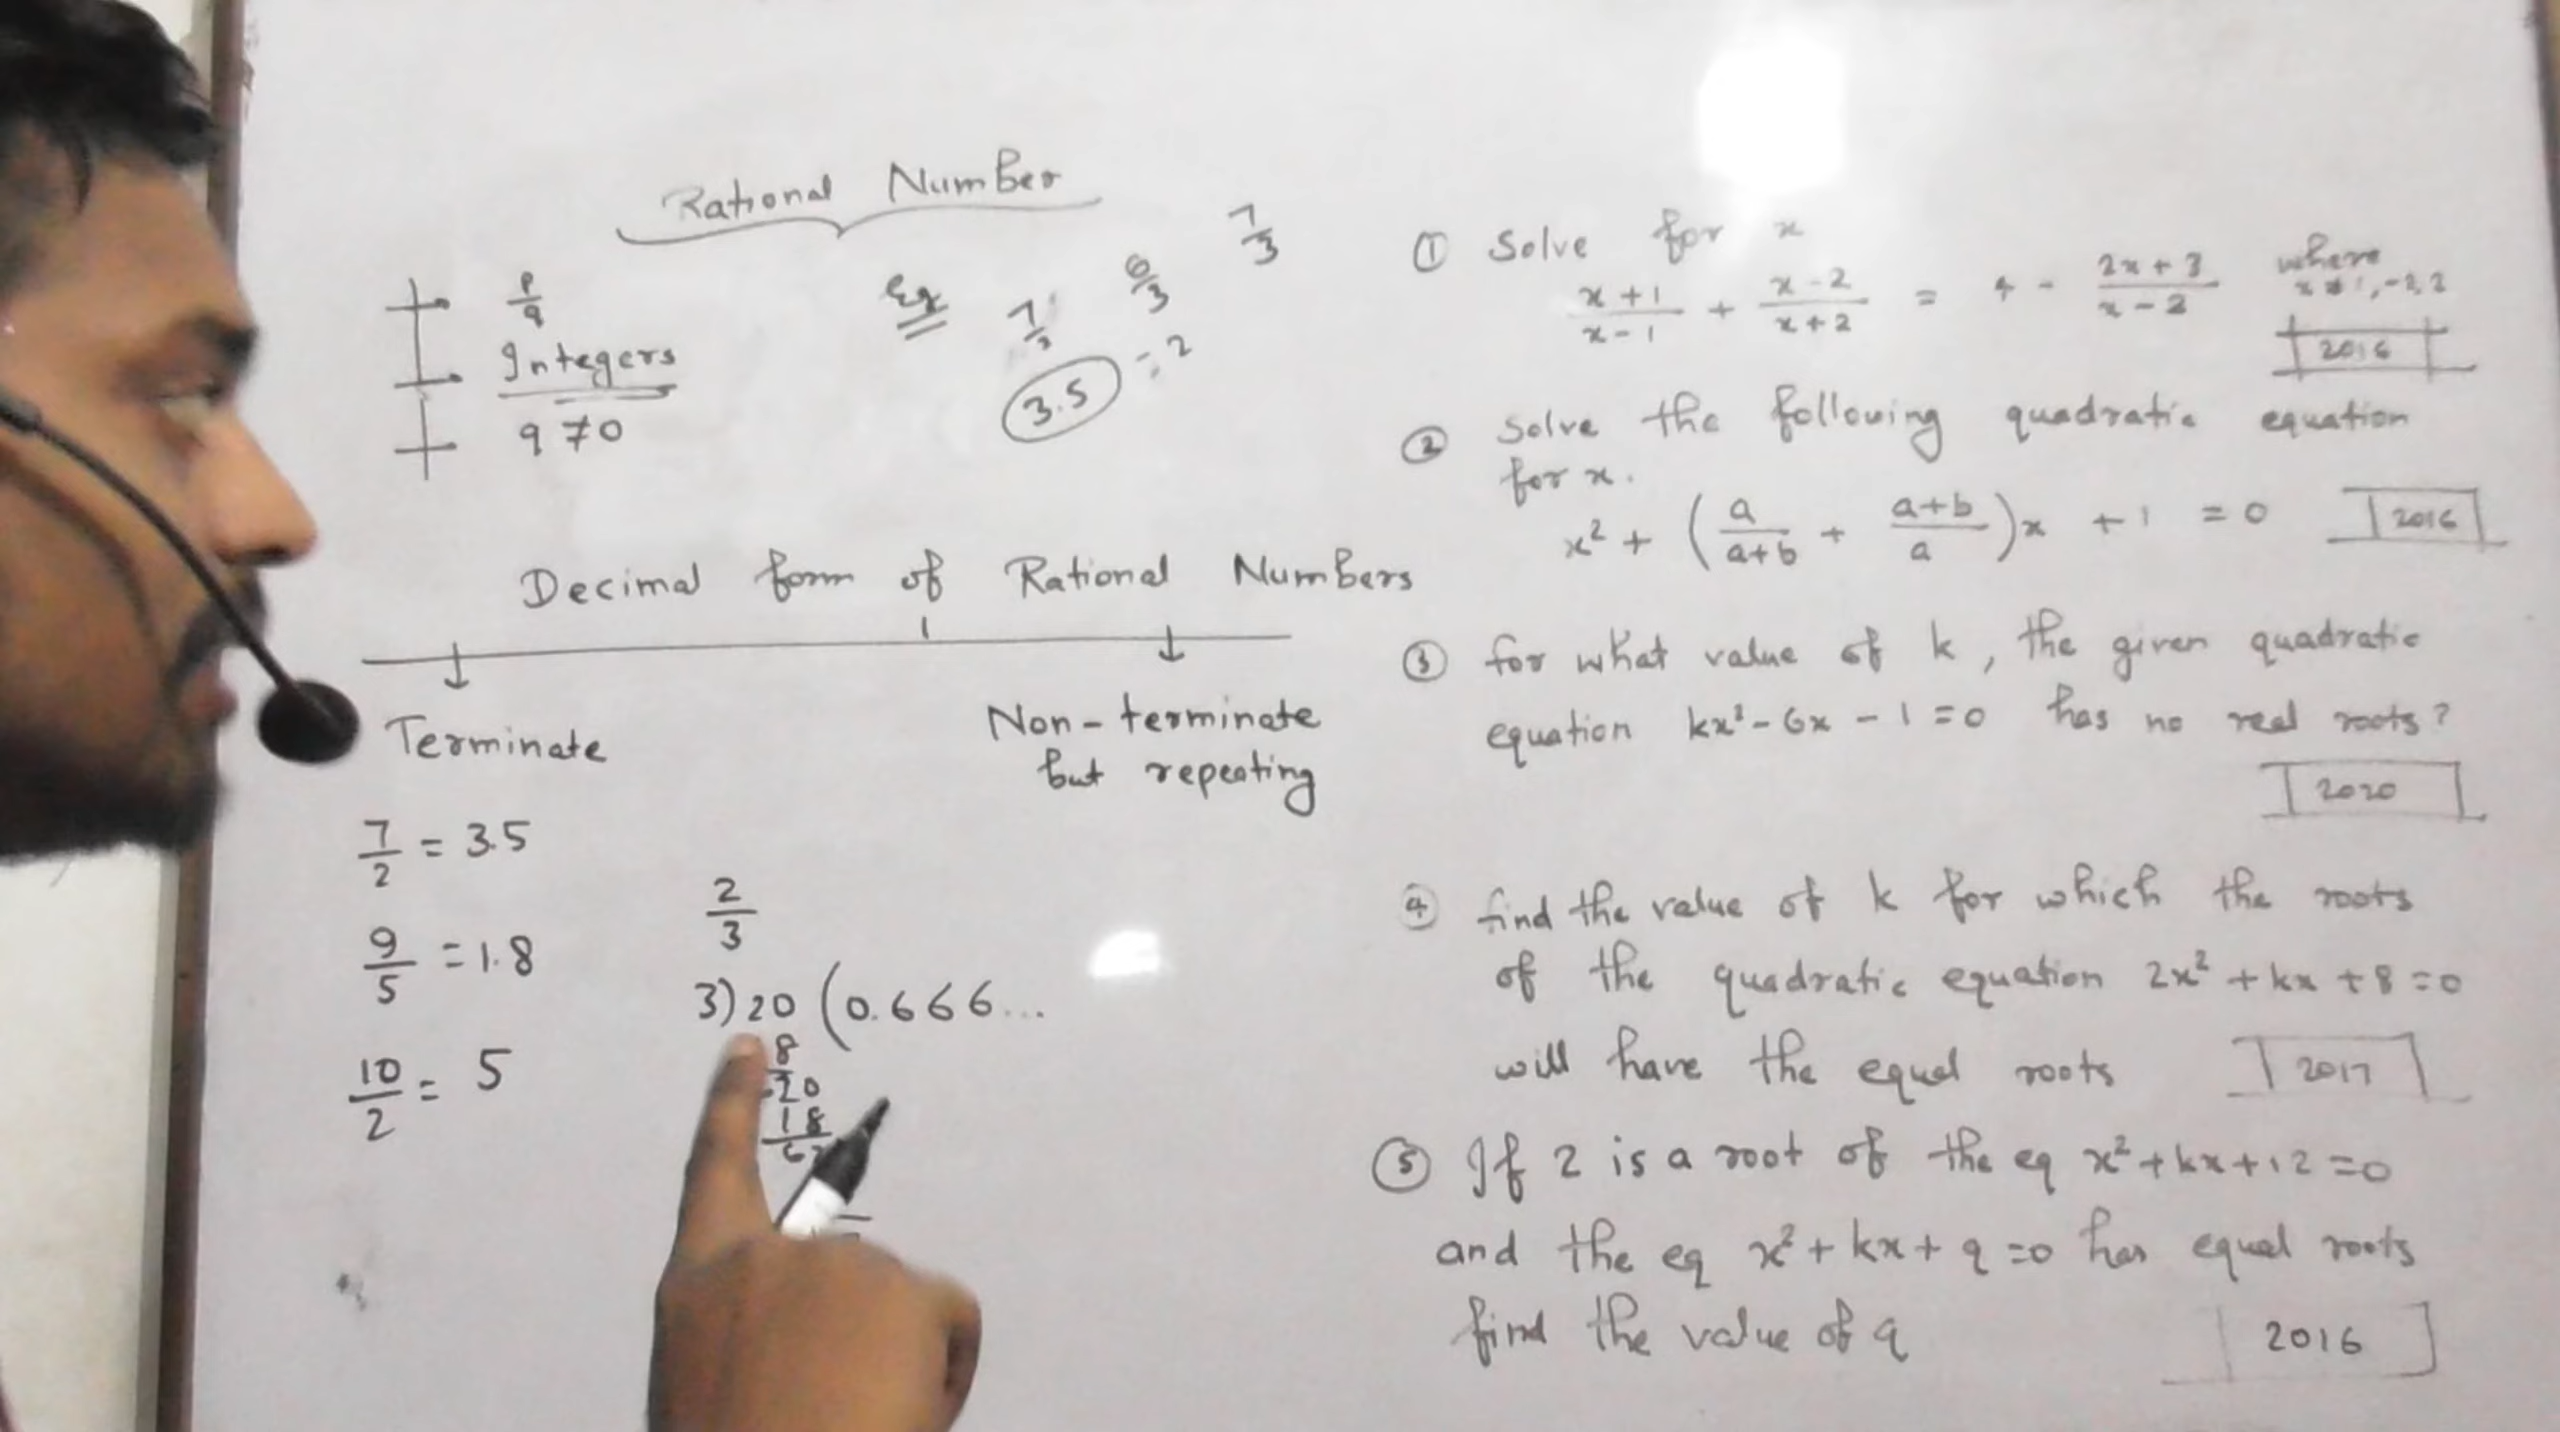 Rational Number
p/q
Integers
q ≠ 0
Ex 7/2 6/3 7/3
3.5 = 2
Decimal form of Rational Numbers
Terminate
Non-terminate
but repeating
7/2 = 3.5
9/5 = 1.8
10/2 = 5
2/3
3)20(0.666...
18
20
18
① Solve for x
(x+1)/(x-1) + (x-2)/(x+2) = 4 - (2x+3)/(x-2) where
x ≠ 1, -2, 2
2016
② Solve the following quadratic equation
for x.
x² + (a/(a+b) + (a+b)/a)x + 1 = 0 2016
③ for what value of k, the given quadratic
equation kx² - 6x - 1 = 0 has no real roots?
2020
④ find the value of k for which the roots
of the quadratic equation 2x² + kx + 8 = 0
will have the equal roots 2017
⑤ If 2 is a root of the eq x² + kx + 12 = 0
and the eq x² + kx + q = 0 has equal roots
find the value of q 2016